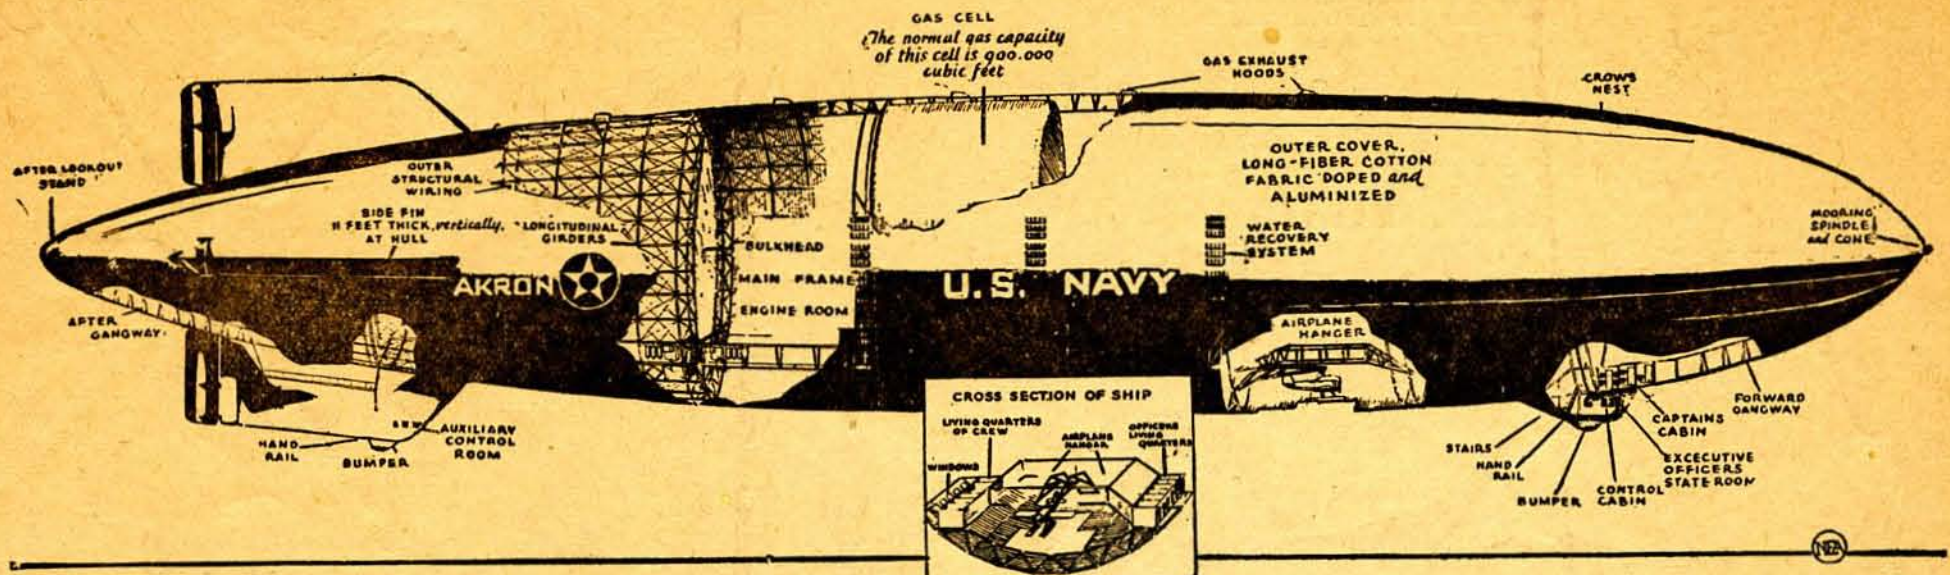 GAS CELL
The normal gas capacity
of this cell is 900.000
cubic feet
GAS EXHAUST
HOODS
CROWS
NEST
AFTER LOOKOUT
STAND
OUTER
STRUCTURAL
WIRING
SIDE FIN
11 FEET THICK, vertically,
AT HULL
LONGITUDINAL
GIRDERS
BULKHEAD
MAIN FRAME
ENGINE ROOM
OUTER COVER,
LONG-FIBER COTTON
FABRIC DOPED and
ALUMINIZED
WATER
RECOVERY
SYSTEM
MOORING
SPINDLE
and CONE
AKRON
U.S. NAVY
AFTER
GANGWAY
AIRPLANE
HANGER
HAND
RAIL
BUMPER
AUXILIARY
CONTROL
ROOM
CROSS SECTION OF SHIP
LIVING QUARTERS
OF CREW
AIRPLANE
HANGAR
OFFICERS
LIVING
QUARTERS
WINDOWS
STAIRS
HAND
RAIL
BUMPER
CONTROL
CABIN
EXCECUTIVE
OFFICERS
STATE ROOM
CAPTAINS
CABIN
FORWARD
GANGWAY
NEA